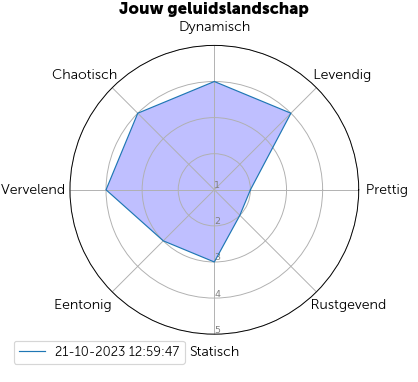 Jouw geluidslandschap
Dynamisch
Chaotisch
Levendig
Vervelend
1
Prettig
2
3
Eentonig
4
Rustgevend
5
21-10-2023 12:59:47
Statisch